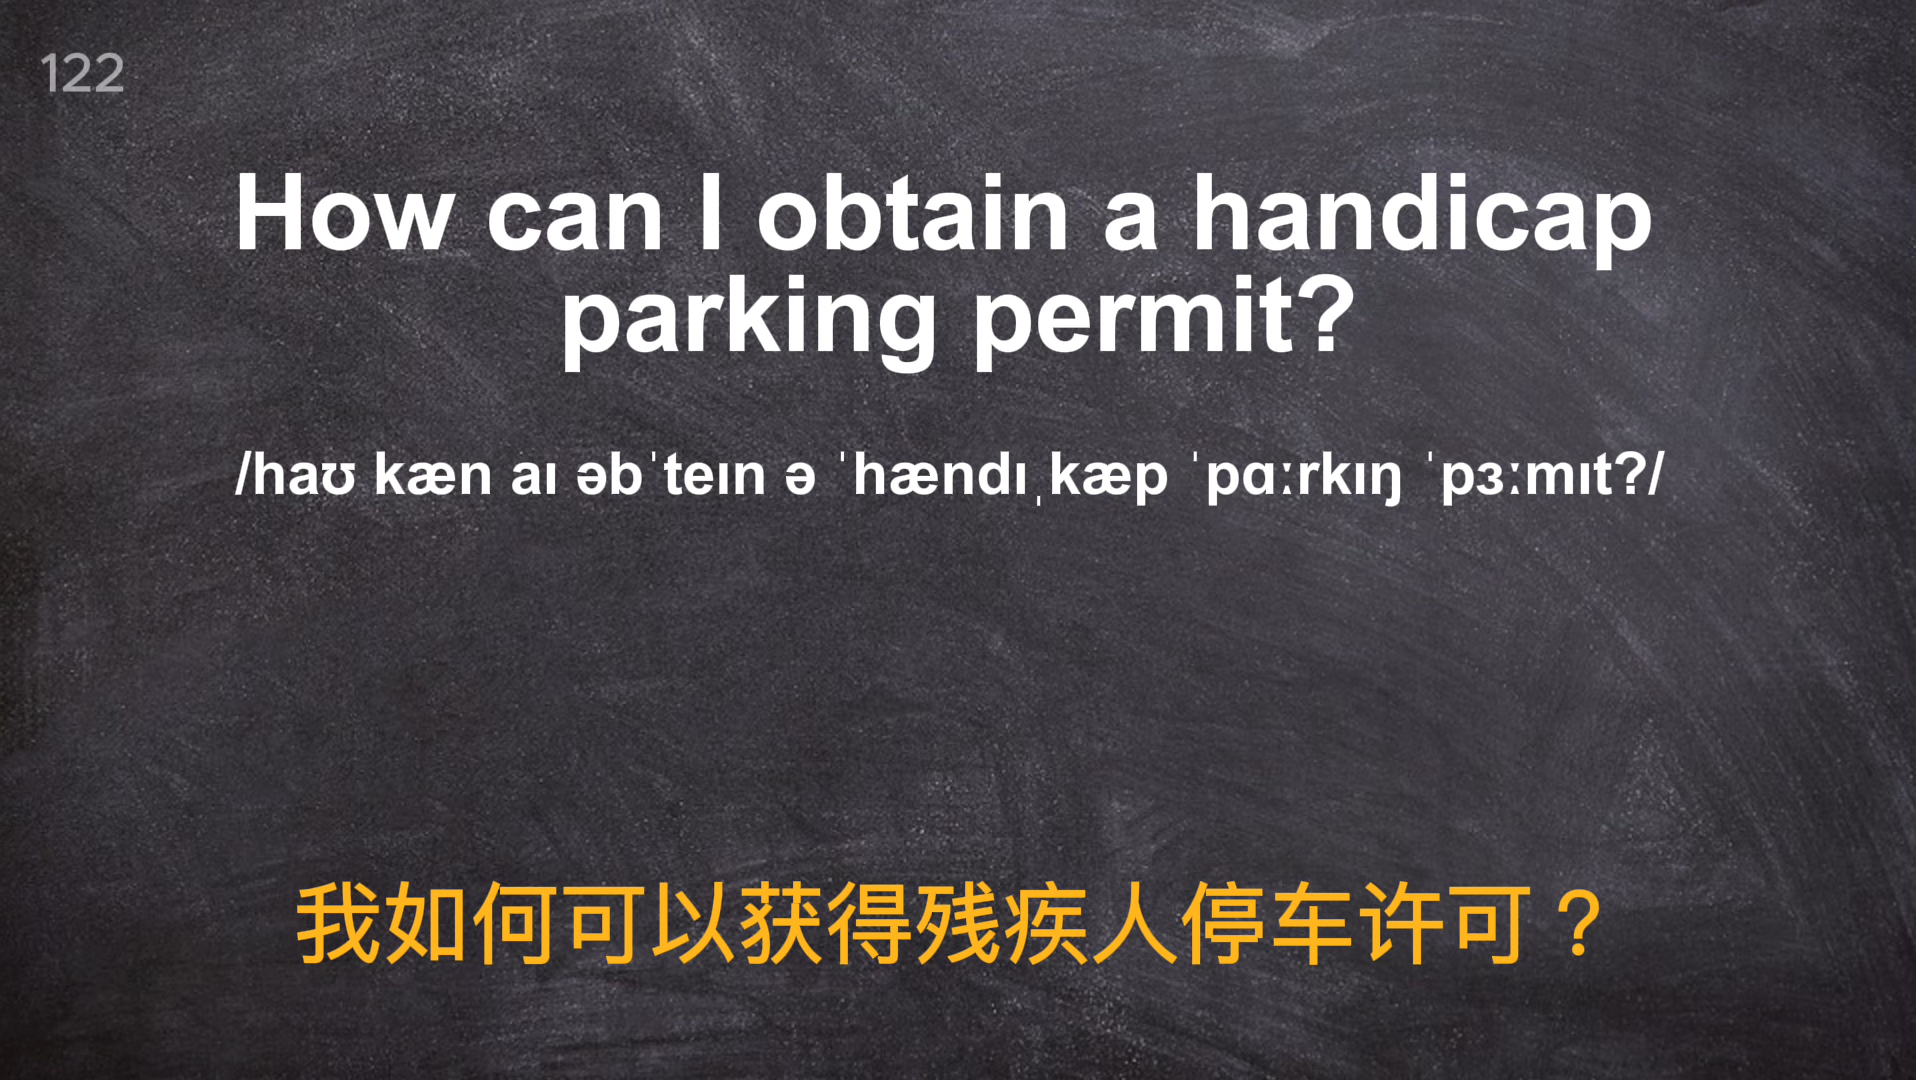 122
How can I obtain a handicap
parking permit?
/haʊ kæn aɪ əbˈteɪn ə ˈhændɪˌkæp ˈpɑːrkɪŋ ˈpɜːmɪt?/
我如何可以获得残疾人停车许可？